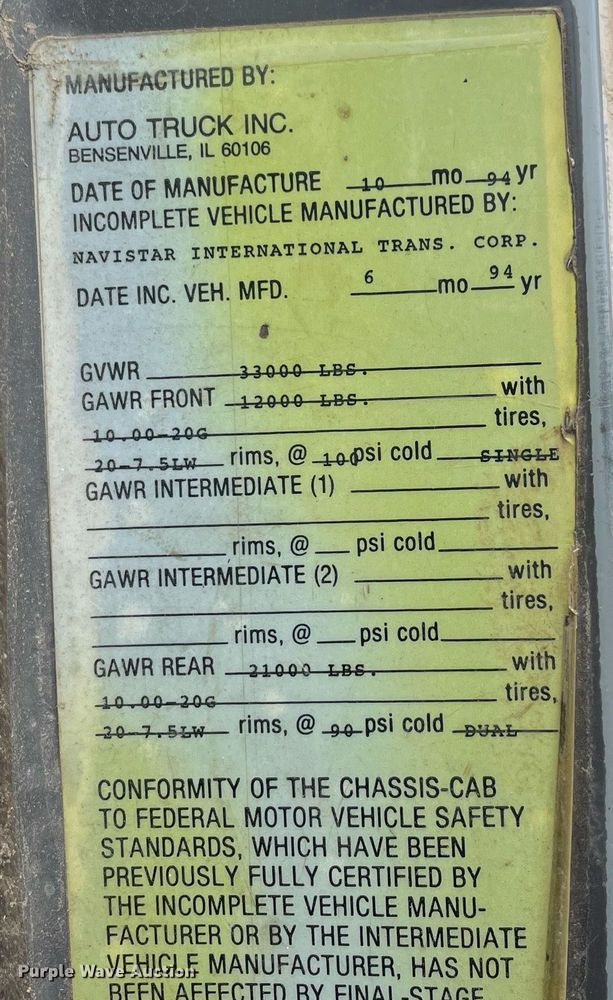 MANUFACTURED BY:
AUTO TRUCK INC.
BENSENVILLE, IL 60106
DATE OF MANUFACTURE 10 mo 94 yr
INCOMPLETE VEHICLE MANUFACTURED BY:
NAVISTAR INTERNATIONAL TRANS. CORP.
DATE INC. VEH. MFD. 6 mo 94 yr
GVWR 33000 LBS.
GAWR FRONT 12000 LBS. with
10.00-20G tires,
20-7.5LW rims, @ 100 psi cold SINGLE
GAWR INTERMEDIATE (1) with
tires,
rims, @ psi cold
GAWR INTERMEDIATE (2) with
tires,
rims, @ psi cold
GAWR REAR 21000 LBS. with
10.00-20G tires,
20-7.5LW rims, @ 90 psi cold DUAL
CONFORMITY OF THE CHASSIS-CAB
TO FEDERAL MOTOR VEHICLE SAFETY
STANDARDS, WHICH HAVE BEEN
PREVIOUSLY FULLY CERTIFIED BY
THE INCOMPLETE VEHICLE MANU-
FACTURER OR BY THE INTERMEDIATE
VEHICLE MANUFACTURER, HAS NOT
BEEN AFFECTED BY FINAL-STAGE
Purple Wave Auction